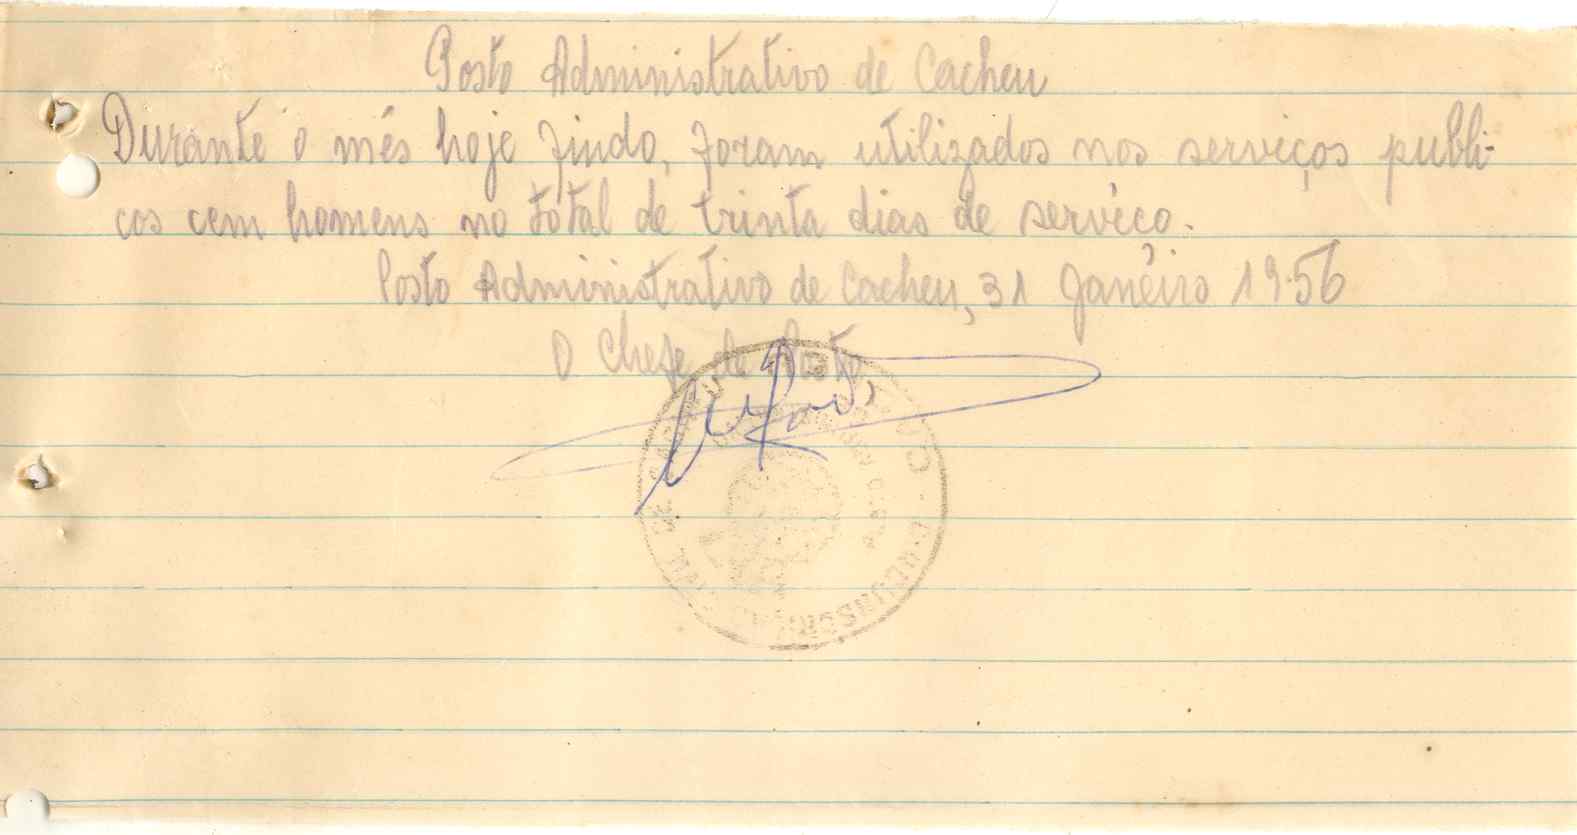 Posto Administrativo de Cacheu
Durante o mês hoje findo, foram utilizados nos serviços publi-
cos cem homens no total de trinta dias de serviço.
Posto Administrativo de Cacheu, 31 Janeiro 1956
O Chefe do Posto,